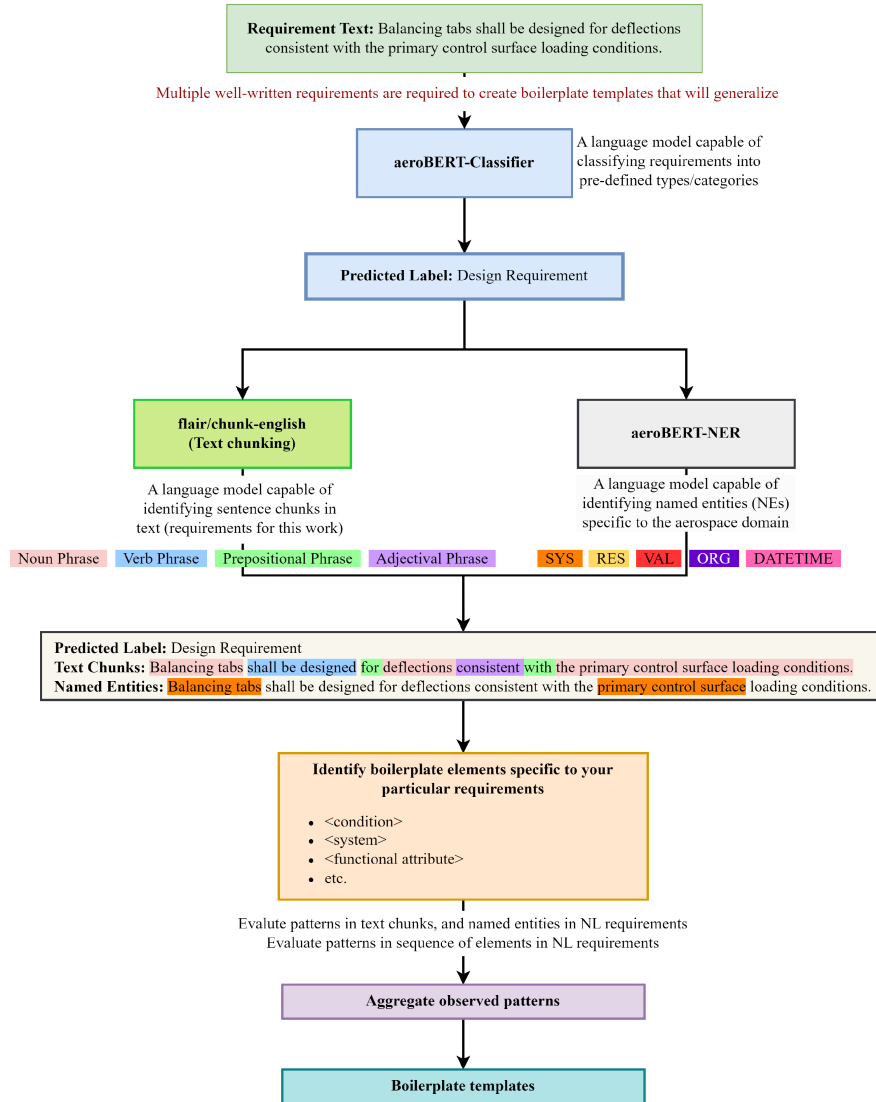 Requirement Text: Balancing tabs shall be designed for deflections
consistent with the primary control surface loading conditions.
Multiple well-written requirements are required to create boilerplate templates that will generalize
aeroBERT-Classifier
A language model capable of
classifying requirements into
pre-defined types/categories
Predicted Label: Design Requirement
flair/chunk-english
(Text chunking)
aeroBERT-NER
A language model capable of
identifying sentence chunks in
text (requirements for this work)
A language model capable of
identifying named entities (NEs)
specific to the aerospace domain
Noun Phrase Verb Phrase Prepositional Phrase Adjectival Phrase SYS RES VAL ORG DATETIME
Predicted Label: Design Requirement
Text Chunks: Balancing tabs shall be designed for deflections consistent with the primary control surface loading conditions.
Named Entities: Balancing tabs shall be designed for deflections consistent with the primary control surface loading conditions.
Identify boilerplate elements specific to your
particular requirements
• <condition>
• <system>
• <functional attribute>
• etc.
Evalute patterns in text chunks, and named entities in NL requirements
Evaluate patterns in sequence of elements in NL requirements
Aggregate observed patterns
Boilerplate templates